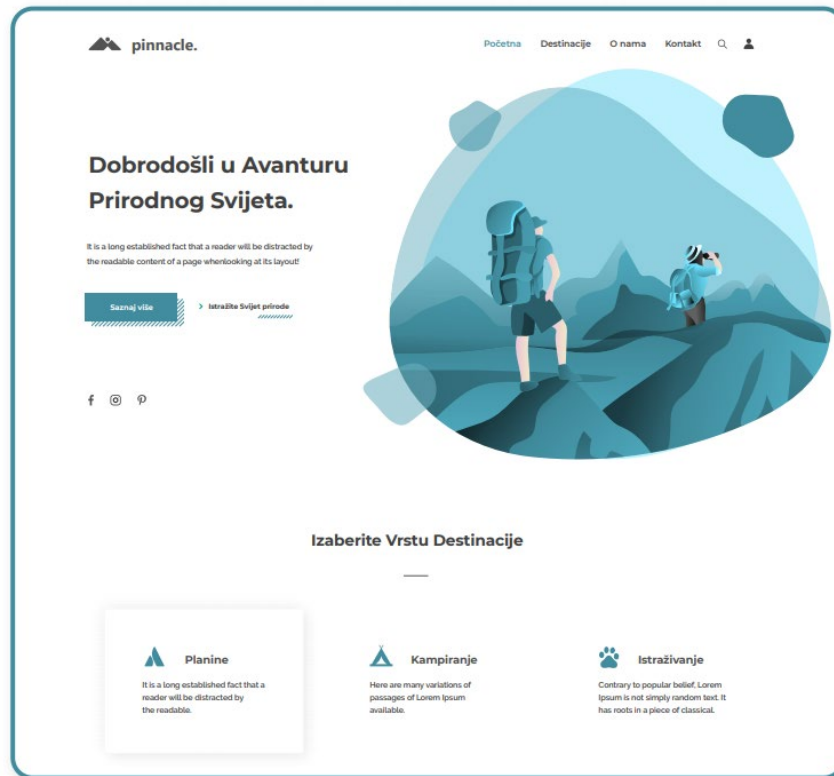 pinnacle.
Početna Destinacije O nama Kontakt
Dobrodošli u Avanturu
Prirodnog Svijeta.
It is a long established fact that a reader will be distracted by
the readable content of a page whenlooking at its layout!
Saznaj više
Istražite Svijet prirode
Izaberite Vrstu Destinacije
Planine
It is a long established fact that a
reader will be distracted by
the readable.
Kampiranje
Here are many variations of
passages of Lorem Ipsum
available.
Istraživanje
Contrary to popular belief, Lorem
Ipsum is not simply random text. It
has roots in a piece of classical.